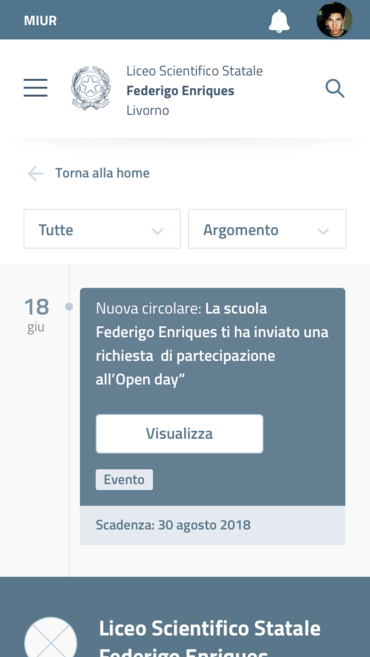 MIUR
Liceo Scientifico Statale
Federigo Enriques
Livorno
Torna alla home
Tutte
Argomento
18
giu
Nuova circolare: La scuola
Federigo Enriques ti ha inviato una
richiesta  di partecipazione
all’Open day”
Visualizza
Evento
Scadenza: 30 agosto 2018
Liceo Scientifico Statale
Federigo Enriques